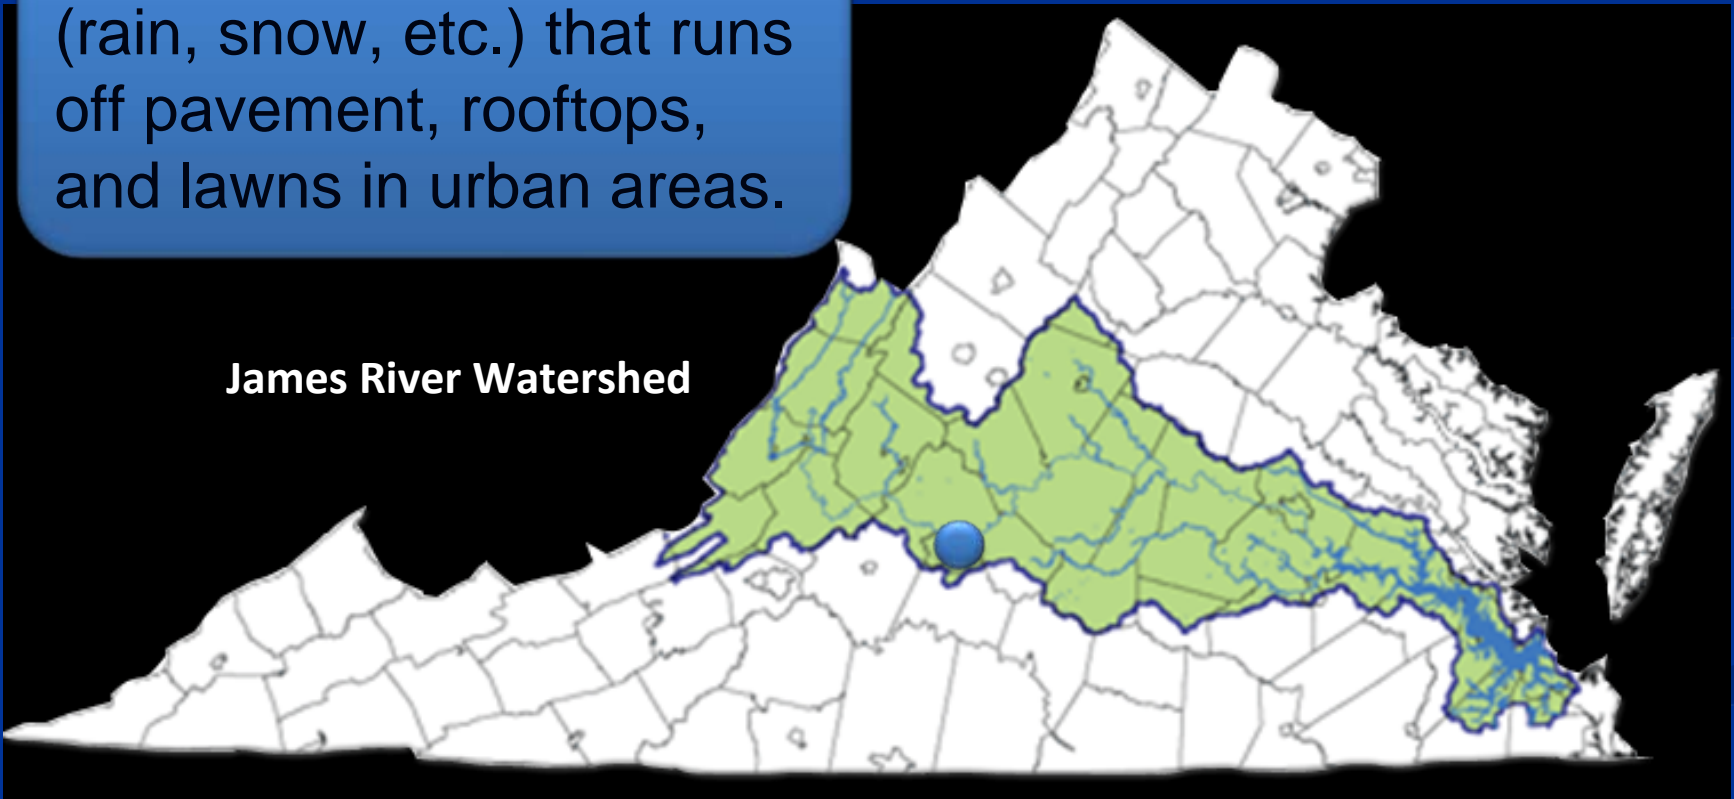 (rain, snow, etc.) that runs
off pavement, rooftops,
and lawns in urban areas.
James River Watershed